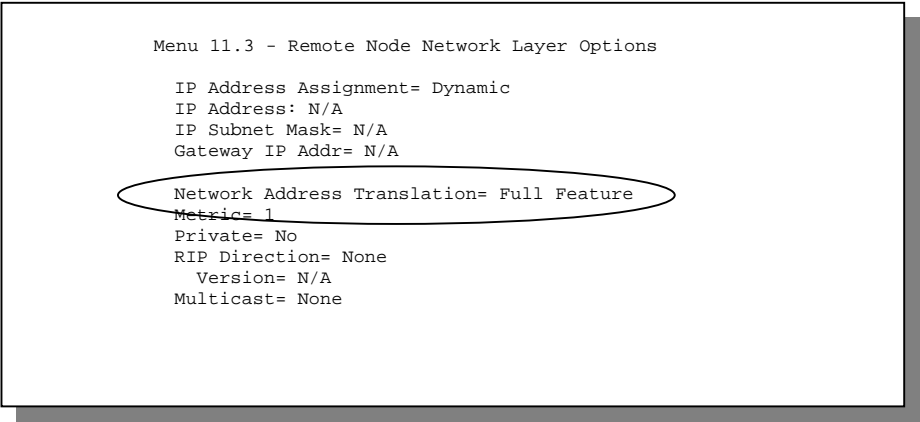 Menu 11.3 - Remote Node Network Layer Options
IP Address Assignment= Dynamic
IP Address: N/A
IP Subnet Mask= N/A
Gateway IP Addr= N/A
Network Address Translation= Full Feature
Metric= 1
Private= No
RIP Direction= None
Version= N/A
Multicast= None